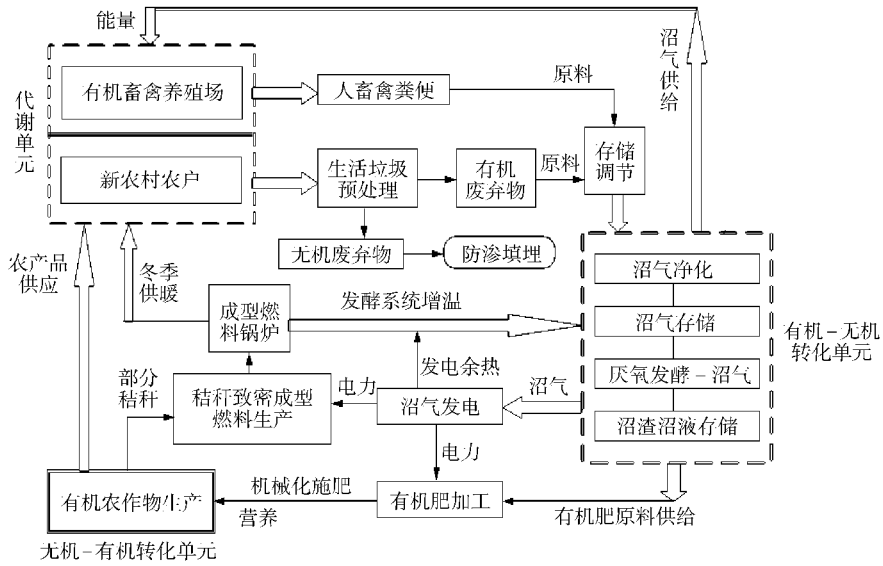 能量
沼气
供给
代谢单元
有机畜禽养殖场
人畜禽粪便
原料
存储
调节
新农村农户
生活垃圾
预处理
有机
废弃物
原料
无机废弃物
防渗填埋
农产品
供应
冬季
供暖
成型燃
料锅炉
发酵系统增温
沼气净化
沼气存储
厌氧发酵–沼气
沼渣沼液存储
有机–无机
转化单元
发电余热
部分
秸秆
秸秆致密成型
燃料生产
电力
沼气发电
沼气
电力
有机农作物生产
机械化施肥
营养
有机肥加工
有机肥原料供给
无机–有机转化单元